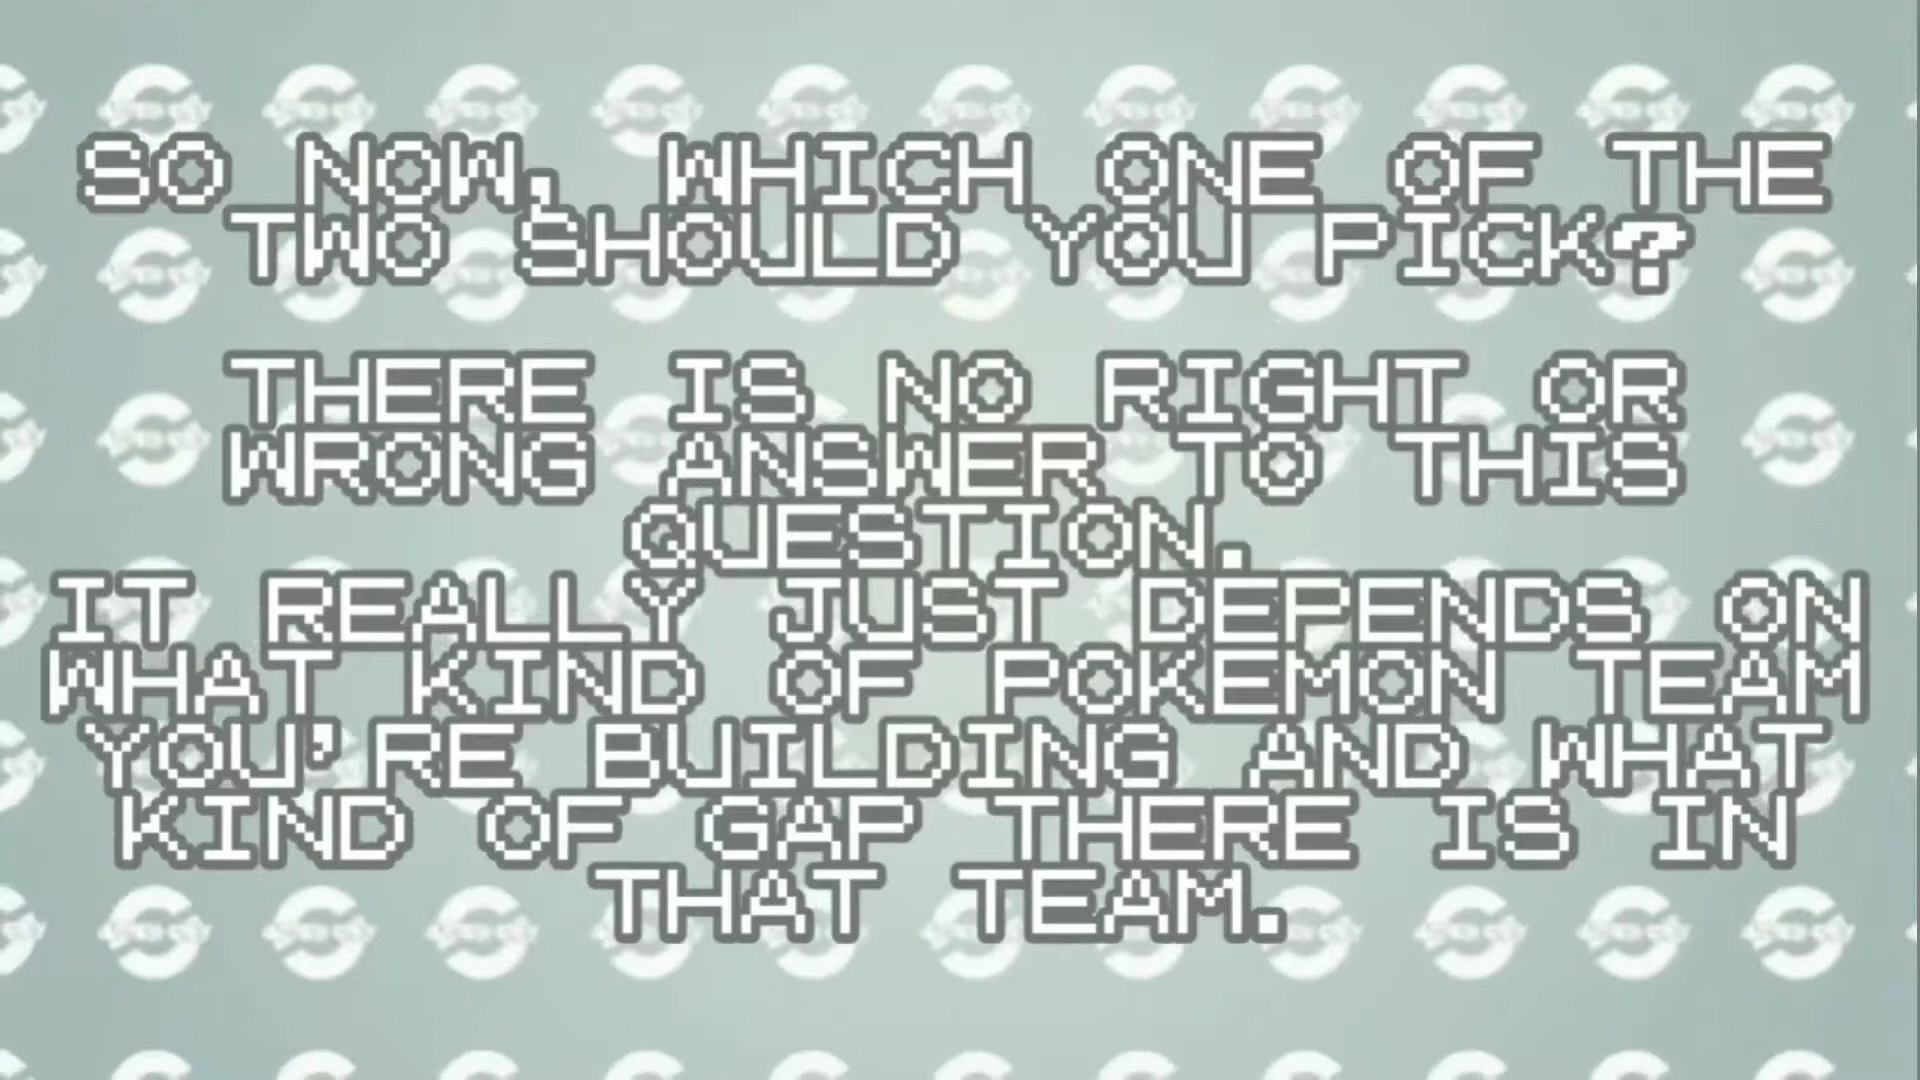 SO NOW, WHICH ONE OF THE
TWO SHOULD YOU PICK?
THERE IS NO RIGHT OR
WRONG ANSWER TO THIS
QUESTION.
IT REALLY JUST DEPENDS ON
WHAT KIND OF POKEMON TEAM
YOU'RE BUILDING AND WHAT
KIND OF GAP THERE IS IN
THAT TEAM.